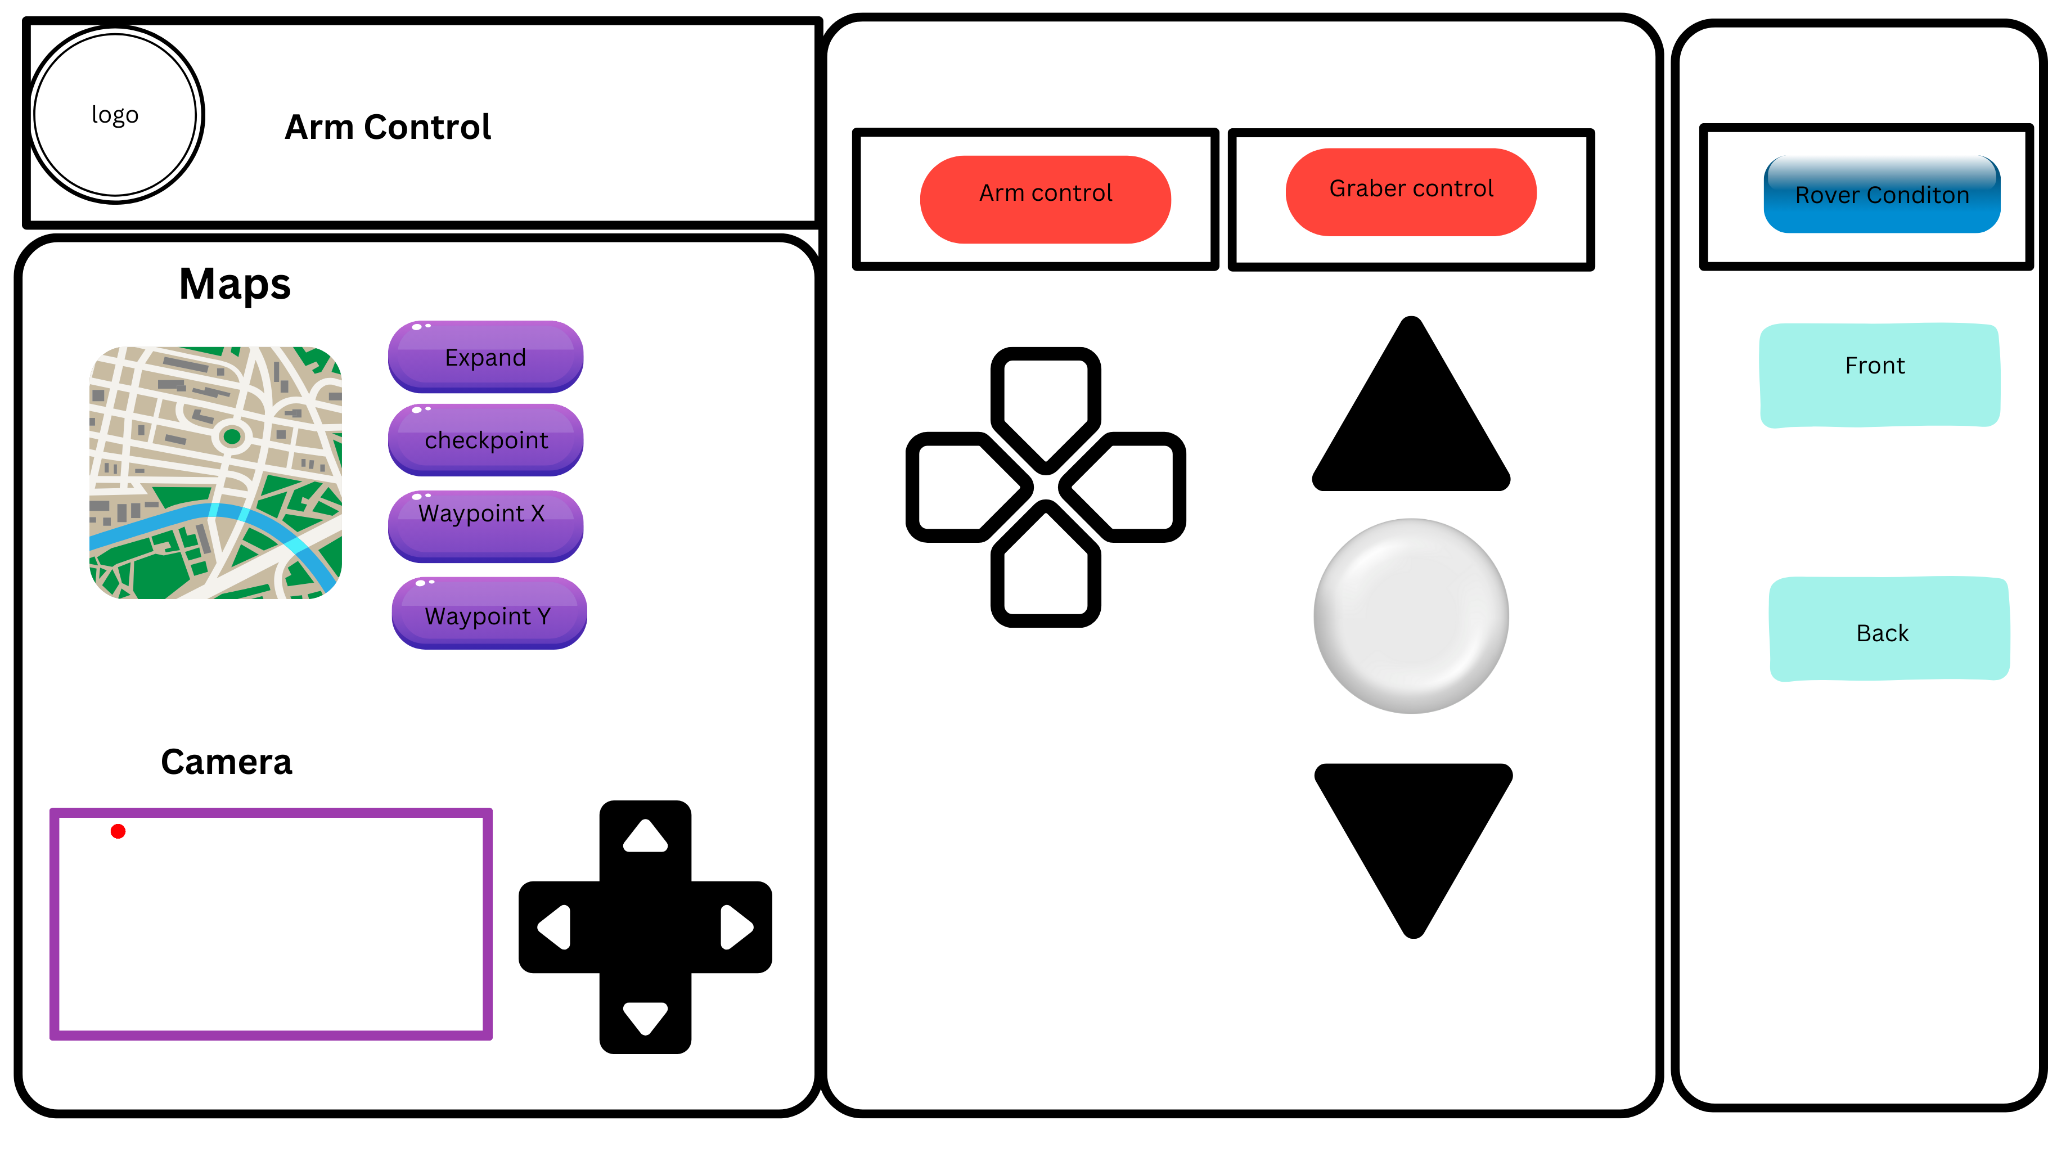 logo
Arm Control
Maps
Expand
checkpoint
Waypoint X
Waypoint Y
Camera
Arm control
Graber control
Rover Conditon
Front
Back